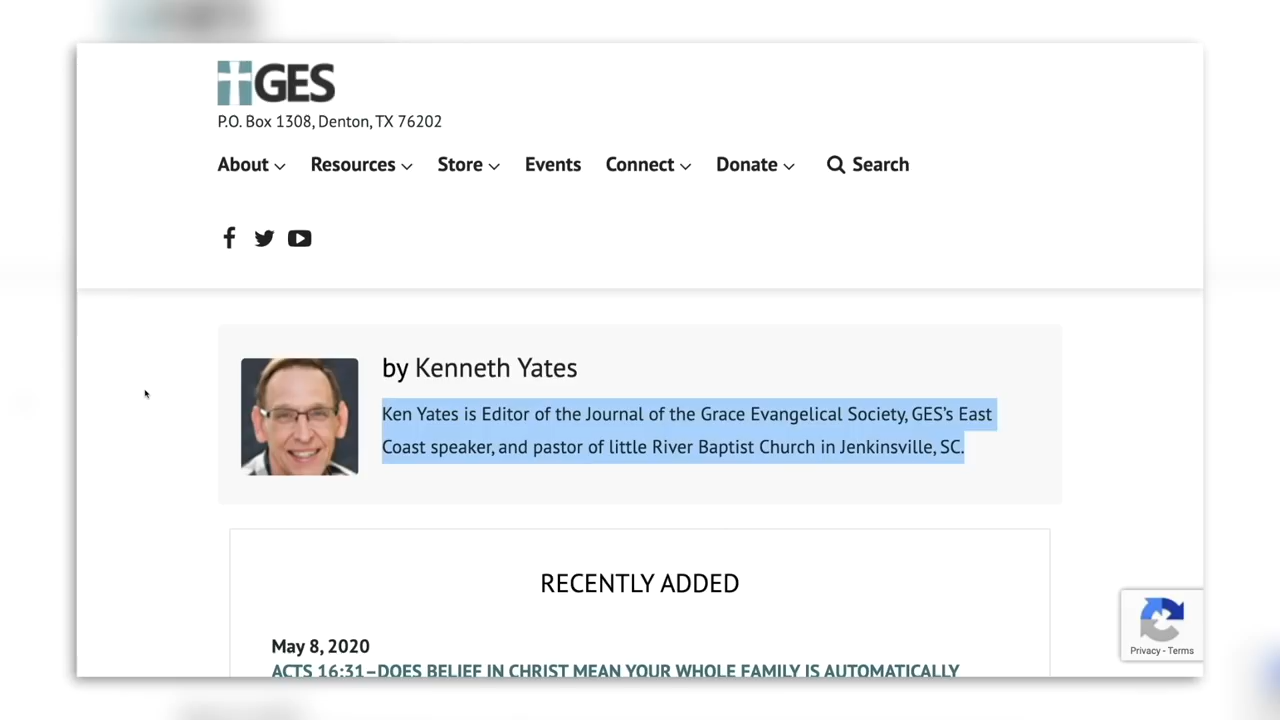 GES
P.O. Box 1308, Denton, TX 76202
About Resources Store Events Connect Donate Search
by Kenneth Yates
Ken Yates is Editor of the Journal of the Grace Evangelical Society, GES’s East
Coast speaker, and pastor of little River Baptist Church in Jenkinsville, SC.
RECENTLY ADDED
May 8, 2020
ACTS 16:31–DOES BELIEF IN CHRIST MEAN YOUR WHOLE FAMILY IS AUTOMATICALLY
Privacy - Terms